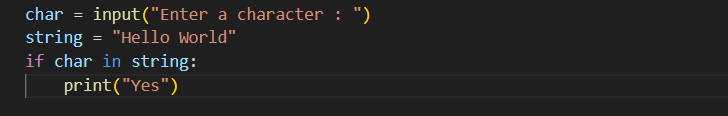 char = input("Enter a character : ")
string = "Hello World"
if char in string:
    print("Yes")